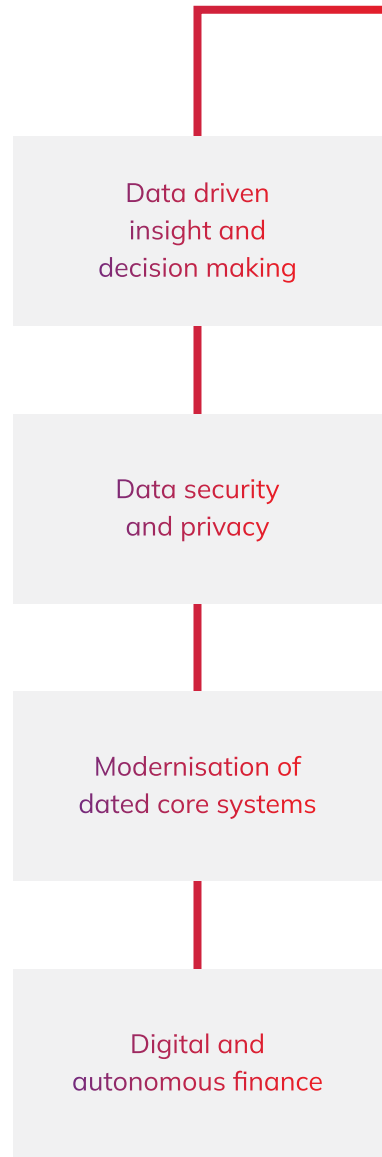 Data driven
insight and
decision making
Data security
and privacy
Modernisation of
dated core systems
Digital and
autonomous finance